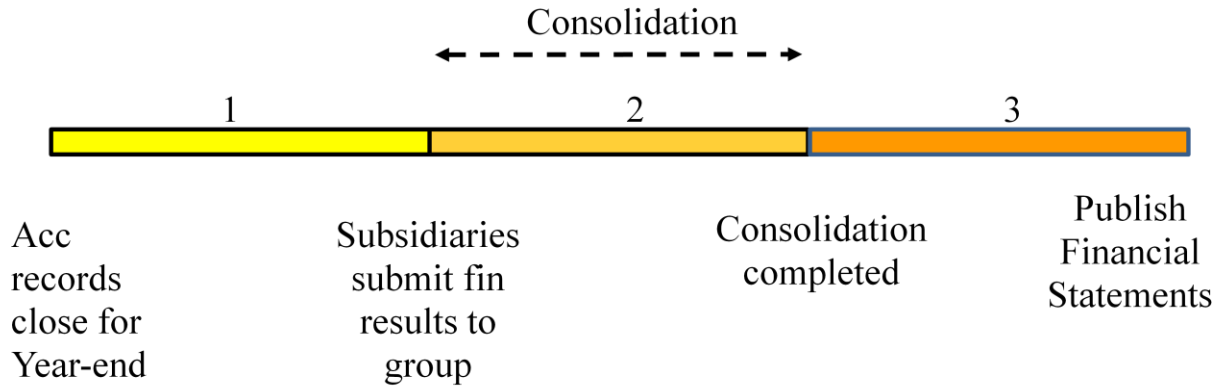 Consolidation
1
2
3
Acc
records
close for
Year-end
Subsidiaries
submit fin
results to
group
Consolidation
completed
Publish
Financial
Statements